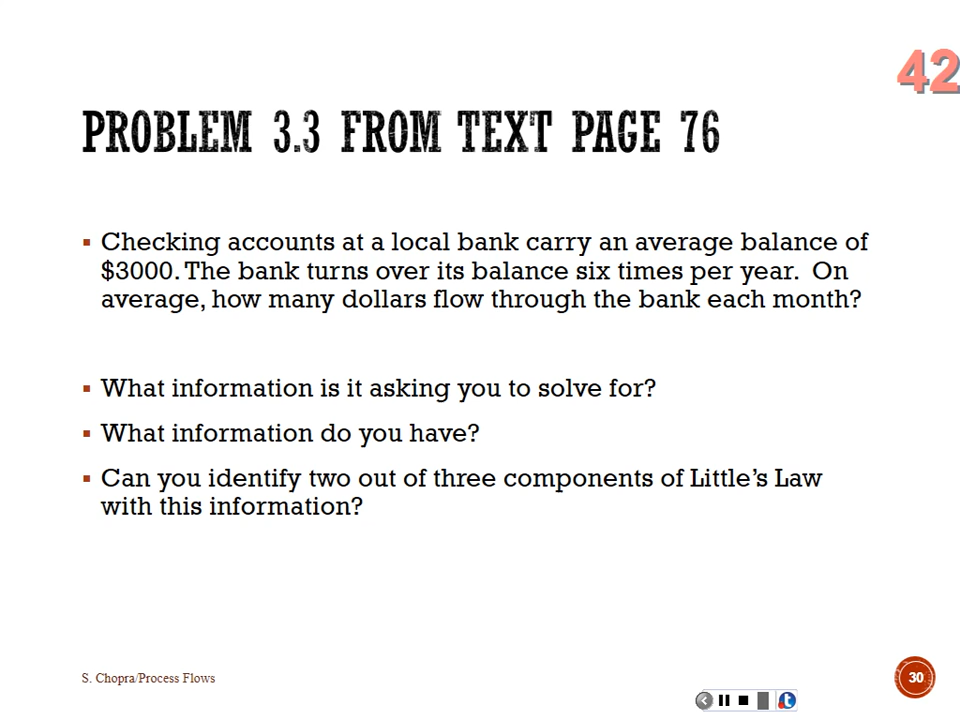 42
PROBLEM 3.3 FROM TEXT PAGE 76
▪ Checking accounts at a local bank carry an average balance of
$3000. The bank turns over its balance six times per year.  On
average, how many dollars flow through the bank each month?
▪ What information is it asking you to solve for?
▪ What information do you have?
▪ Can you identify two out of three components of Little's Law
with this information?
S. Chopra/Process Flows
30
t